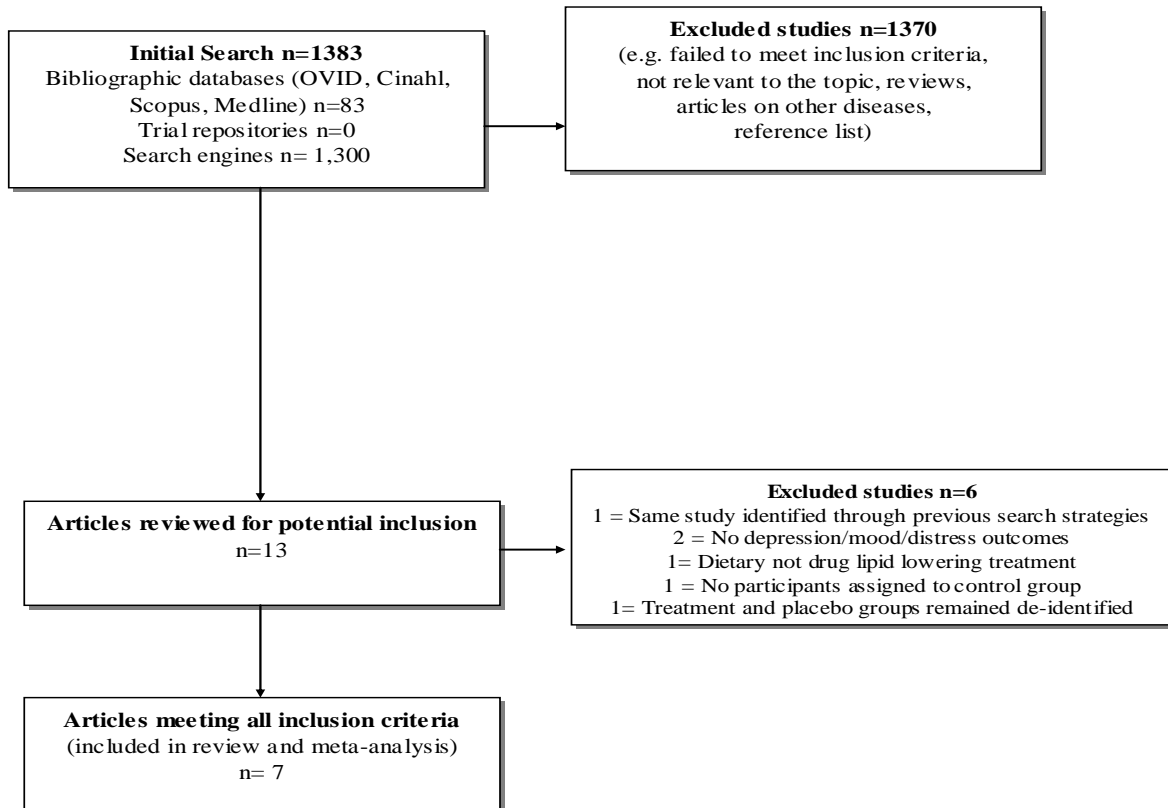 Initial Search n=1383
Bibliographic databases (OVID, Cinahl,
Scopus, Medline) n=83
Trial repositories n=0
Search engines n= 1,300
Excluded studies n=1370
(e.g. failed to meet inclusion criteria,
not relevant to the topic, reviews,
articles on other diseases,
reference list)
Articles reviewed for potential inclusion
n=13
Excluded studies n=6
1 = Same study identified through previous search strategies
2 = No depression/mood/distress outcomes
1= Dietary not drug lipid lowering treatment
1 = No participants assigned to control group
1= Treatment and placebo groups remained de-identified
Articles meeting all inclusion criteria
(included in review and meta-analysis)
n= 7